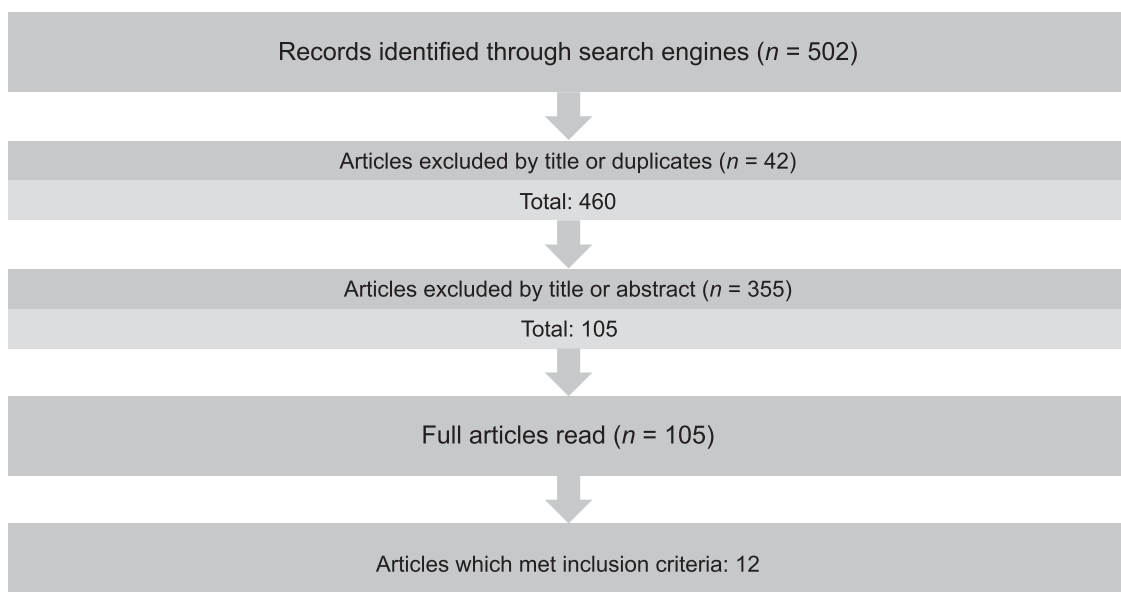 Records identified through search engines (n = 502)
Articles excluded by title or duplicates (n = 42)
Total: 460
Articles excluded by title or abstract (n = 355)
Total: 105
Full articles read (n = 105)
Articles which met inclusion criteria: 12